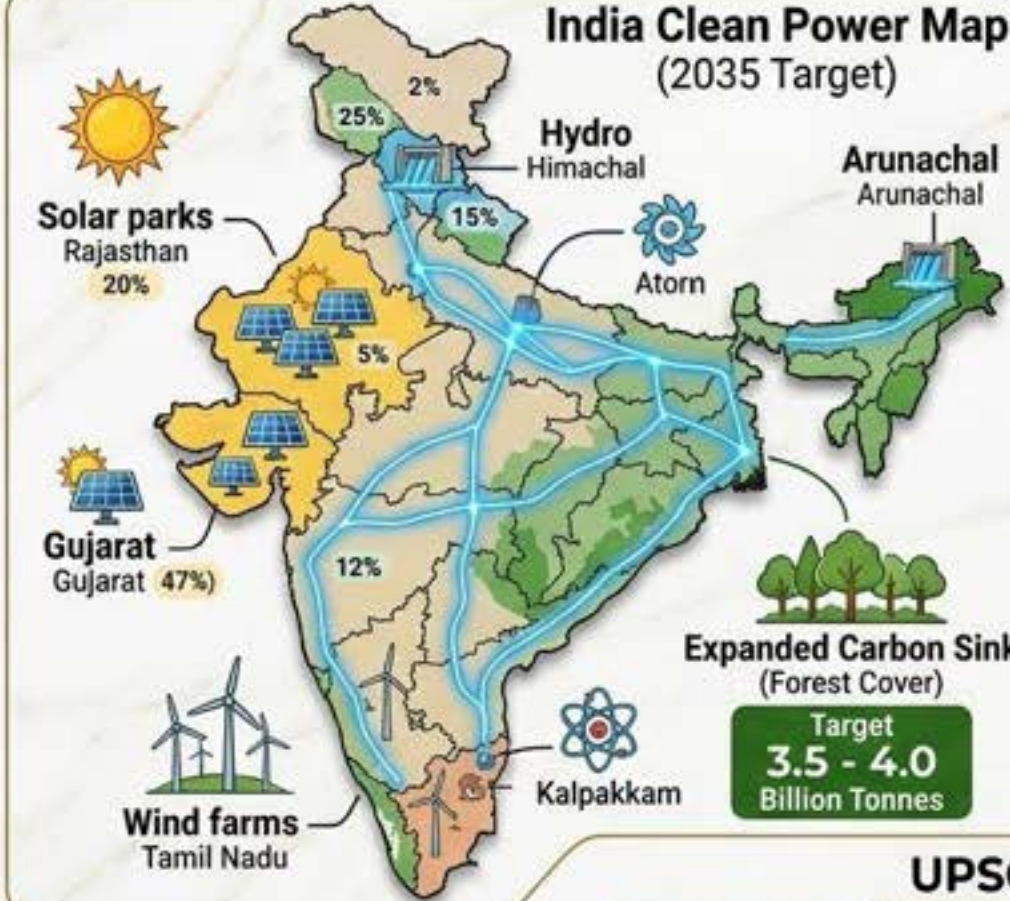 India Clean Power Map
(2035 Target)
2%
25%
Hydro
Himachal
Arunachal
Arunachal
Solar parks
Rajasthan
20%
15%
Atorn
5%
Gujarat
Gujarat 47%)
12%
Expanded Carbon Sink
(Forest Cover)
Target
3.5 - 4.0
Billion Tonnes
Kalpakkam
Wind farms
Tamil Nadu
UPS